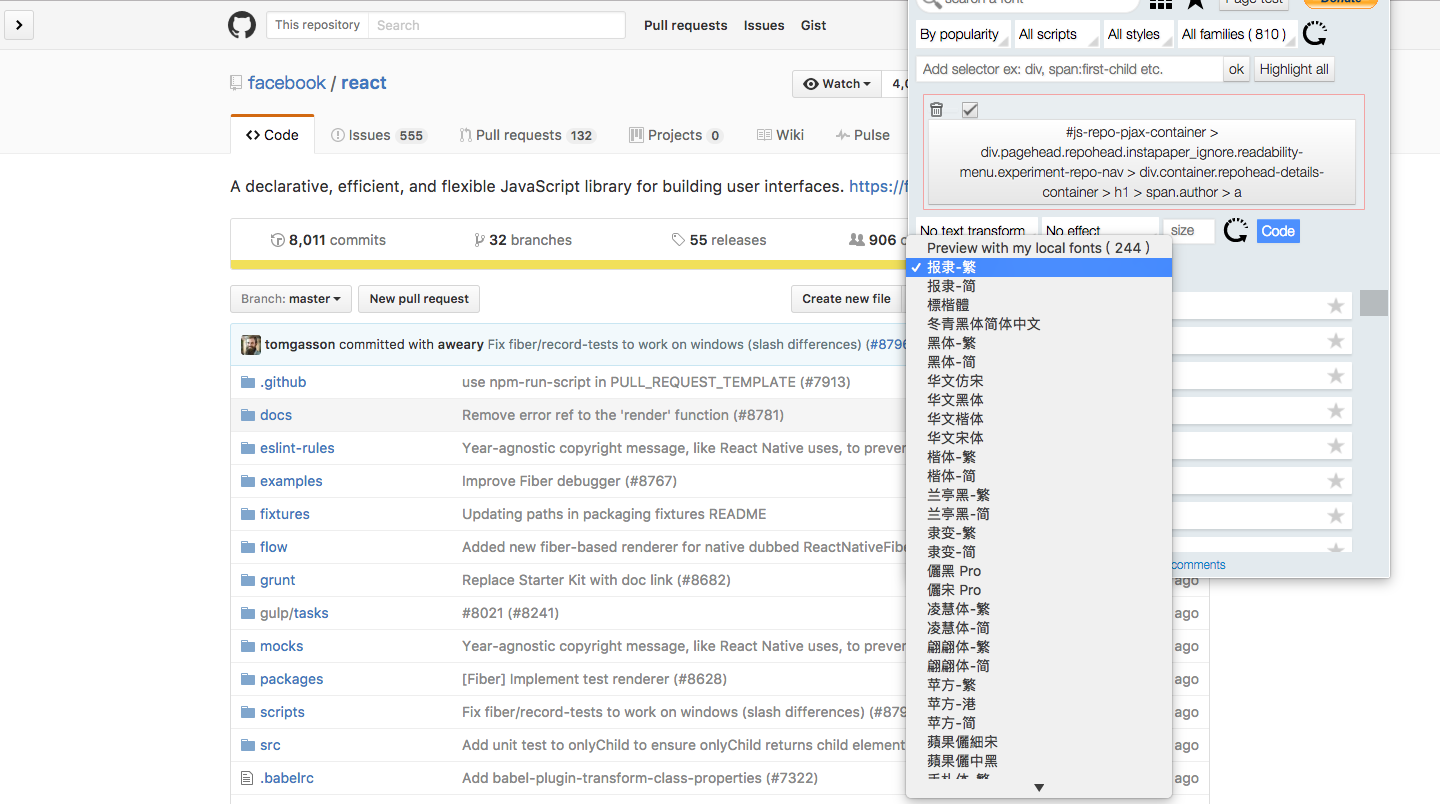 This repository
Search
Pull requests
Issues
Gist
facebook / react
Watch
Code
Issues 555
Pull requests 132
Projects 0
Wiki
Pulse
A declarative, efficient, and flexible JavaScript library for building user interfaces. https://
8,011 commits
32 branches
55 releases
906
Branch: master
New pull request
Create new file
tomgasson committed with aweary Fix fiber/record-tests to work on windows (slash differences) (#8796
.github use npm-run-script in PULL_REQUEST_TEMPLATE (#7913)
docs Remove error ref to the 'render' function (#8781)
eslint-rules Year-agnostic copyright message, like React Native uses, to prever
examples Improve Fiber debugger (#8767)
fixtures Updating paths in packaging fixtures README
flow Added new fiber-based renderer for native dubbed ReactNativeFibe
grunt Replace Starter Kit with doc link (#8682)
ago
gulp/tasks #8021 (#8241)
ago
mocks Year-agnostic copyright message, like React Native uses, to prever
ago
packages [Fiber] Implement test renderer (#8628)
ago
scripts Fix fiber/record-tests to work on windows (slash differences) (#879
ago
src Add unit test to onlyChild to ensure onlyChild returns child element
ago
.babelrc Add babel-plugin-transform-class-properties (#7322)
ago
Page test
Donate
By popularity
All scripts
All styles
All families ( 810 )
Add selector ex: div, span:first-child etc.
ok
Highlight all
#js-repo-pjax-container >
div.pagehead.repohead.instapaper_ignore.readability-
menu.experiment-repo-nav > div.container.repohead-details-
container > h1 > span.author > a
No text transform
No effect
size
Code
Preview with my local fonts ( 244 )
报隶-繁
报隶-简
標楷體
冬青黑体简体中文
黑体-繁
黑体-简
华文仿宋
华文黑体
华文楷体
华文宋体
楷体-繁
楷体-简
兰亭黑-繁
兰亭黑-简
隶变-繁
隶变-简
儷黑 Pro
儷宋 Pro
凌慧体-繁
凌慧体-简
翩翩体-繁
翩翩体-简
苹方-繁
苹方-港
苹方-简
蘋果儷細宋
蘋果儷中黑
comments